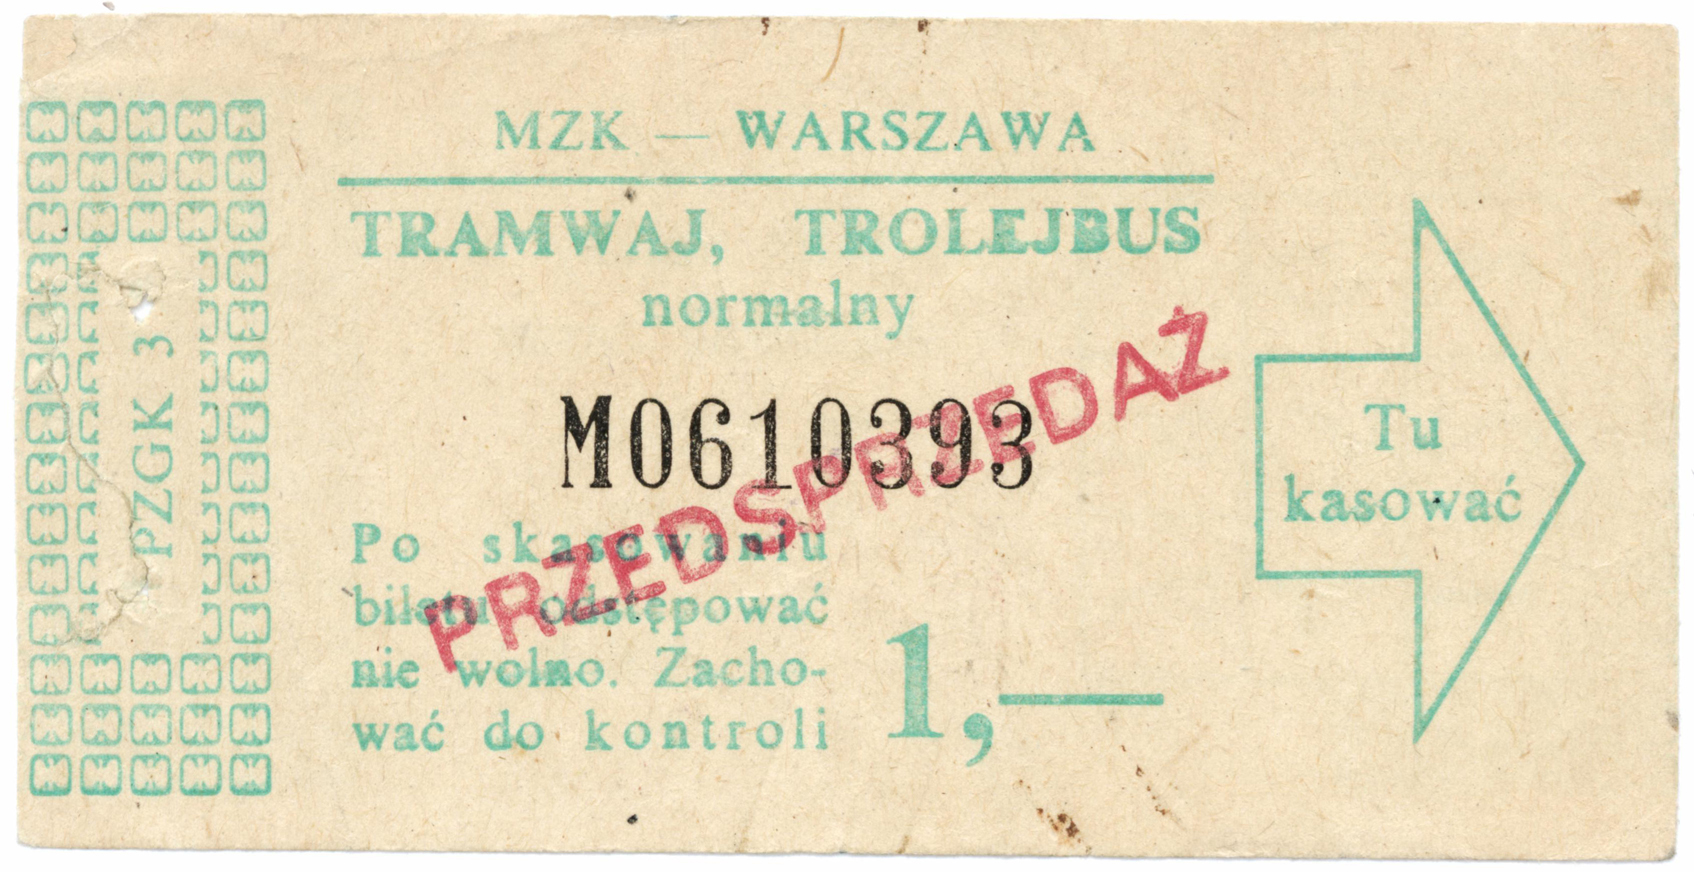 MZK — WARSZAWA
TRAMWAJ, TROLEJBUS
normalny
M0610393
PRZEDSPRZEDAŻ
Po skasowaniu
biletu odstępować
nie wolno. Zacho-
wać do kontroli
1,—
Tu
kasować
PZGK 3